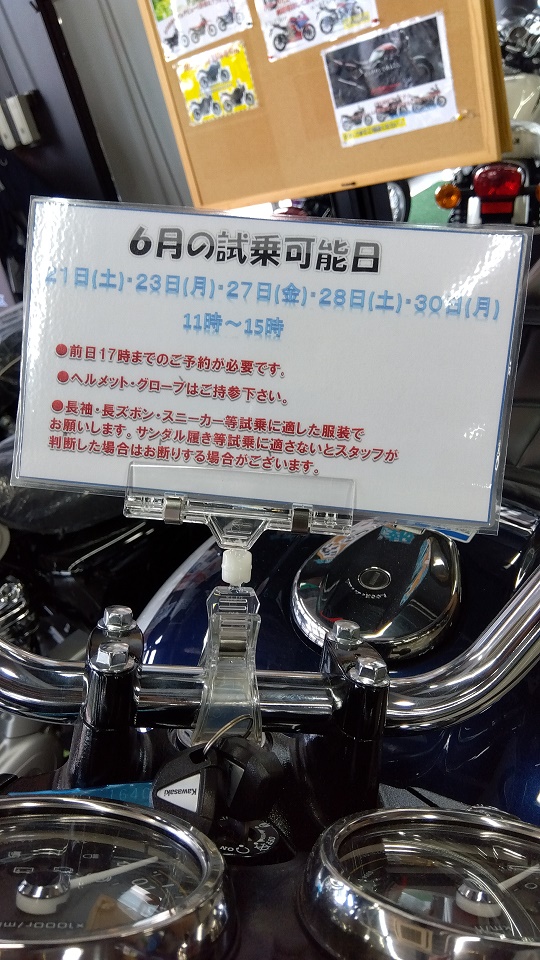 6月の試乗可能日
21日(土)・23日(月)・27日(金)・28日(土)・30日(月)
11時～15時
●前日17時までのご予約が必要です。
●ヘルメット・グローブはご持参下さい。
●長袖・長ズボン・スニーカー等試乗に適した服装で
お願いします。サンダル履き等試乗に適さないとスタッフが
判断した場合はお断りする場合がございます。
Kawasaki
ON
×1000r/min